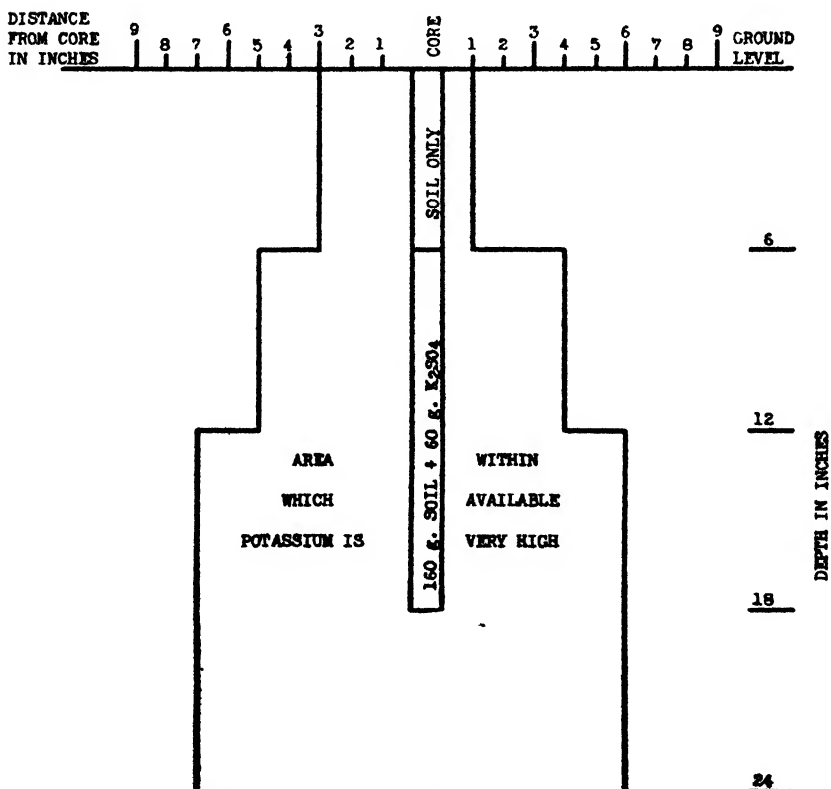 DISTANCE
FROM CORE
IN INCHES
9 8 7 6 5 4 3 2 1
CORE
1 2 3 4 5 6 7 8 9
GROUND
LEVEL
SOIL ONLY
6
160 g. SOIL + 60 g. K2SO4
12
AREA WITHIN
WHICH AVAILABLE
POTASSIUM IS VERY HIGH
DEPTH IN INCHES
18
24